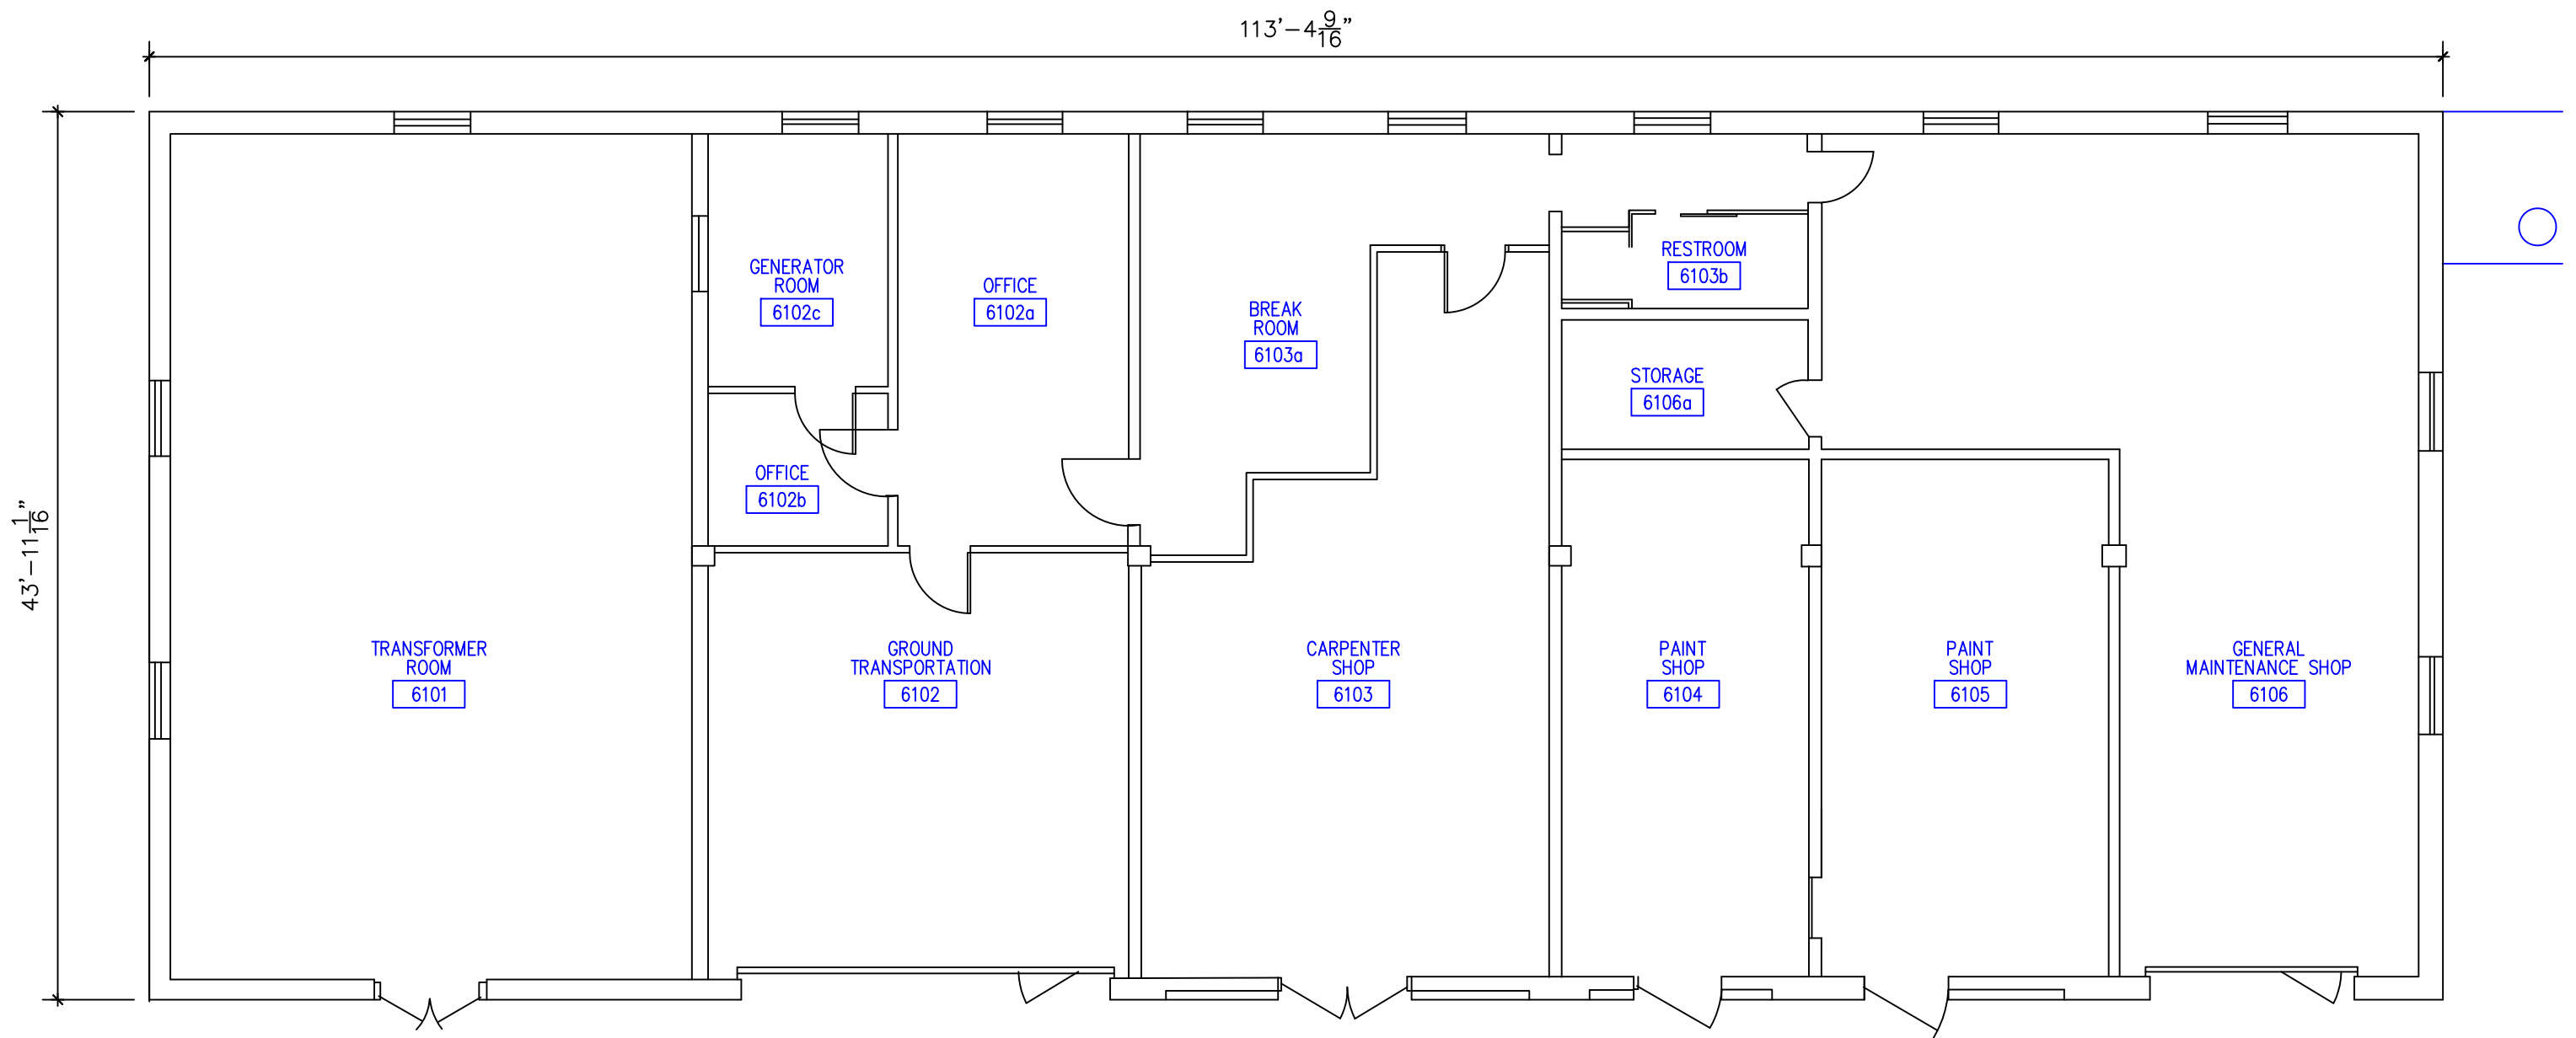 113'-4 9/16"
43'-11 1/16"
GENERATOR
ROOM
6102c
OFFICE
6102a
BREAK
ROOM
6103a
RESTROOM
6103b
STORAGE
6106a
OFFICE
6102b
TRANSFORMER
ROOM
6101
GROUND
TRANSPORTATION
6102
CARPENTER
SHOP
6103
PAINT
SHOP
6104
PAINT
SHOP
6105
GENERAL
MAINTENANCE SHOP
6106